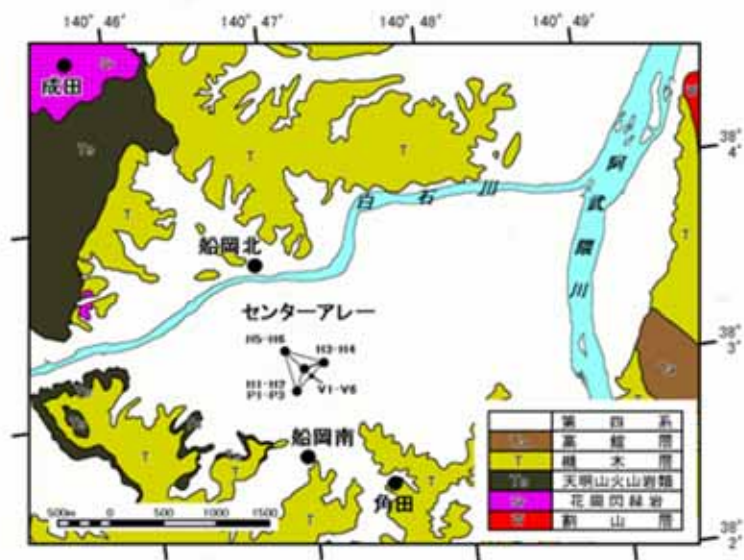 140° 46' 140° 47' 140° 48' 140° 49'
成田
38° 4'
阿武隈川
白石川
船岡北
センターアレー
H5-H6
H3-H4
38° 3'
H1-H2
P1-P3
V1-V6
船岡南
角田
第四系
高館層
T 槻木層
天明山火山岩類
花崗閃緑岩
割山層
500m 0 500 1000 1500
38° 2'